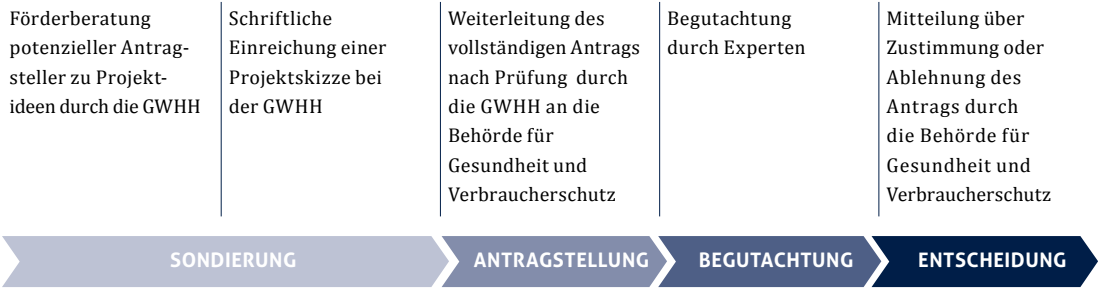 Förderberatung
potenzieller Antrag-
steller zu Projekt-
ideen durch die GWHH
Schriftliche
Einreichung einer
Projektskizze bei
der GWHH
Weiterleitung des
vollständigen Antrags
nach Prüfung durch
die GWHH an die
Behörde für
Gesundheit und
Verbraucherschutz
Begutachtung
durch Experten
Mitteilung über
Zustimmung oder
Ablehnung des
Antrags durch
die Behörde für
Gesundheit und
Verbraucherschutz
SONDIERUNG
ANTRAGSTELLUNG
BEGUTACHTUNG
ENTSCHEIDUNG